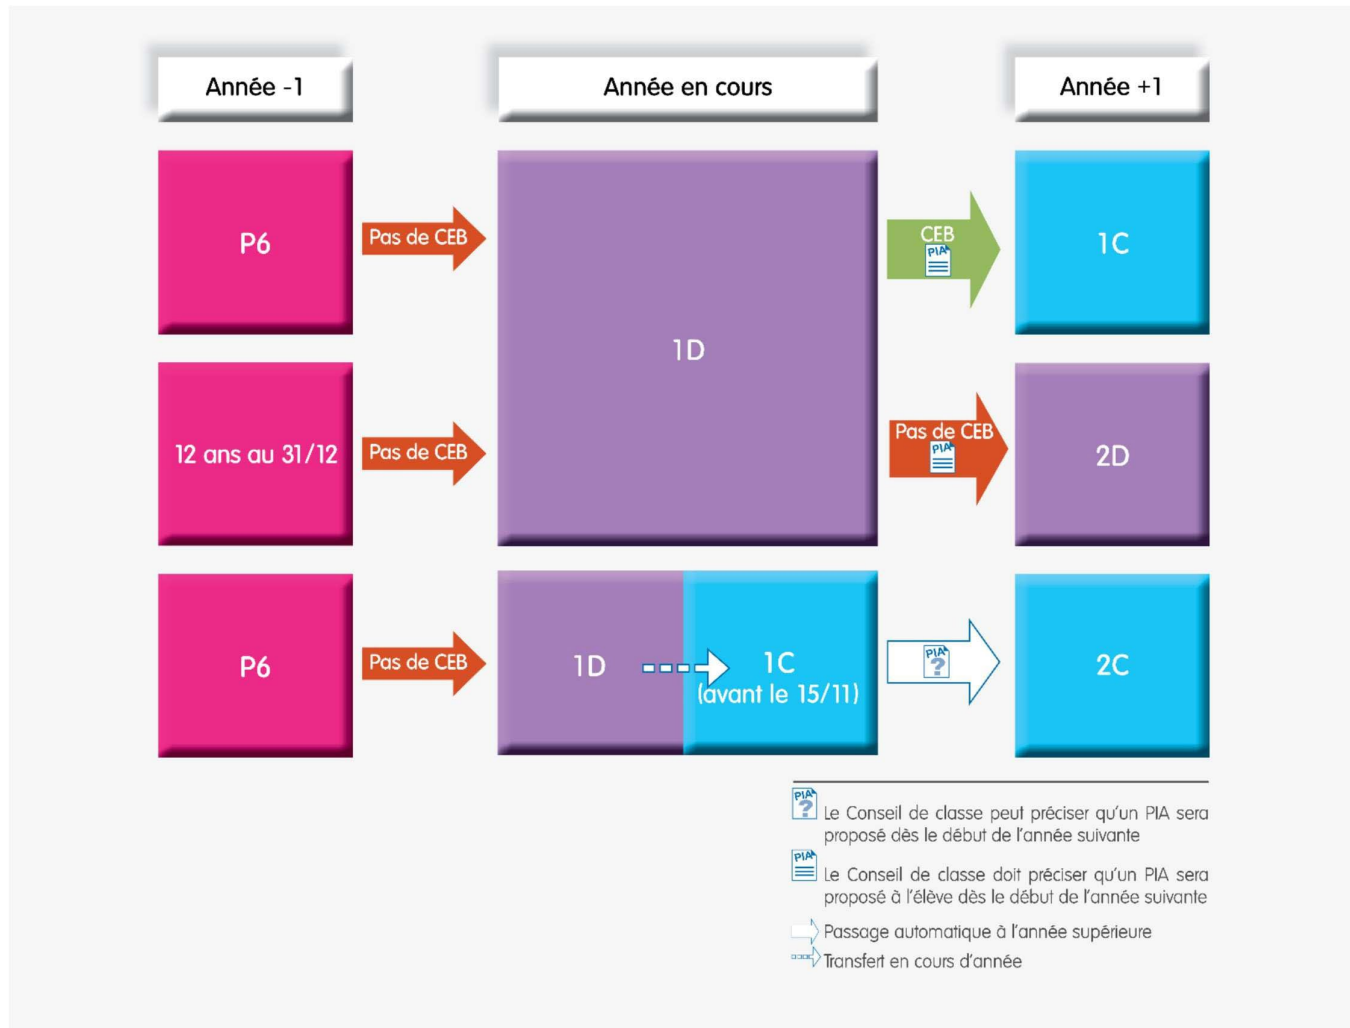 Année -1
Année en cours
Année +1
P6
Pas de CEB
1D
CEB
PIA
1C
12 ans au 31/12
Pas de CEB
Pas de CEB
PIA
2D
P6
Pas de CEB
1D
1C
(avant le 15/11)
PIA
?
2C
PIA
?
Le Conseil de classe peut préciser qu'un PIA sera
proposé dès le début de l'année suivante
PIA
Le Conseil de classe doit préciser qu'un PIA sera
proposé à l'élève dès le début de l'année suivante
Passage automatique à l'année supérieure
Transfert en cours d'année